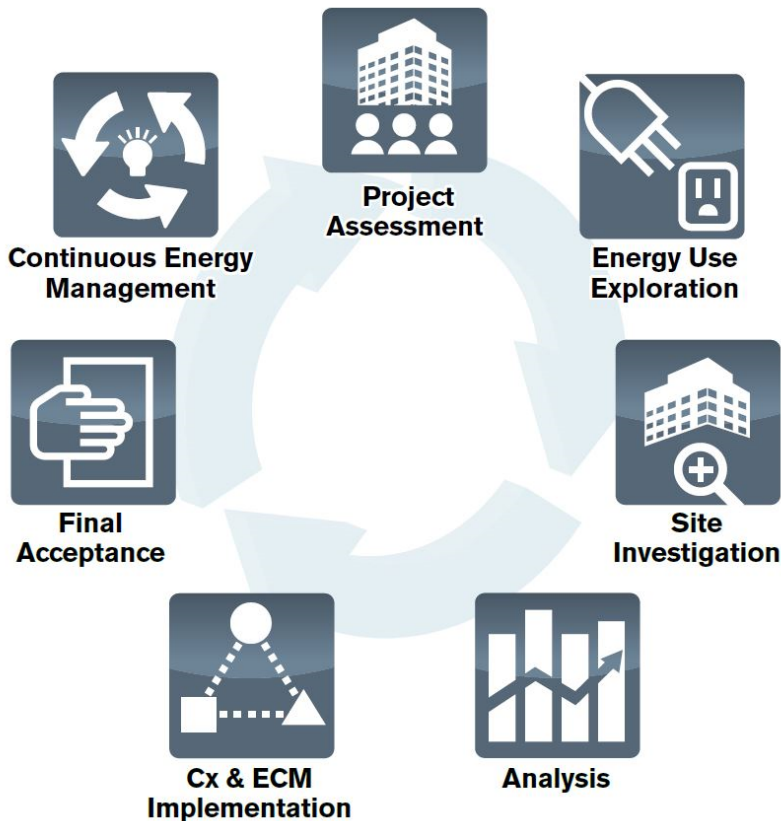 Project
Assessment
Energy Use
Exploration
Site
Investigation
Analysis
Cx & ECM
Implementation
Final
Acceptance
Continuous Energy
Management